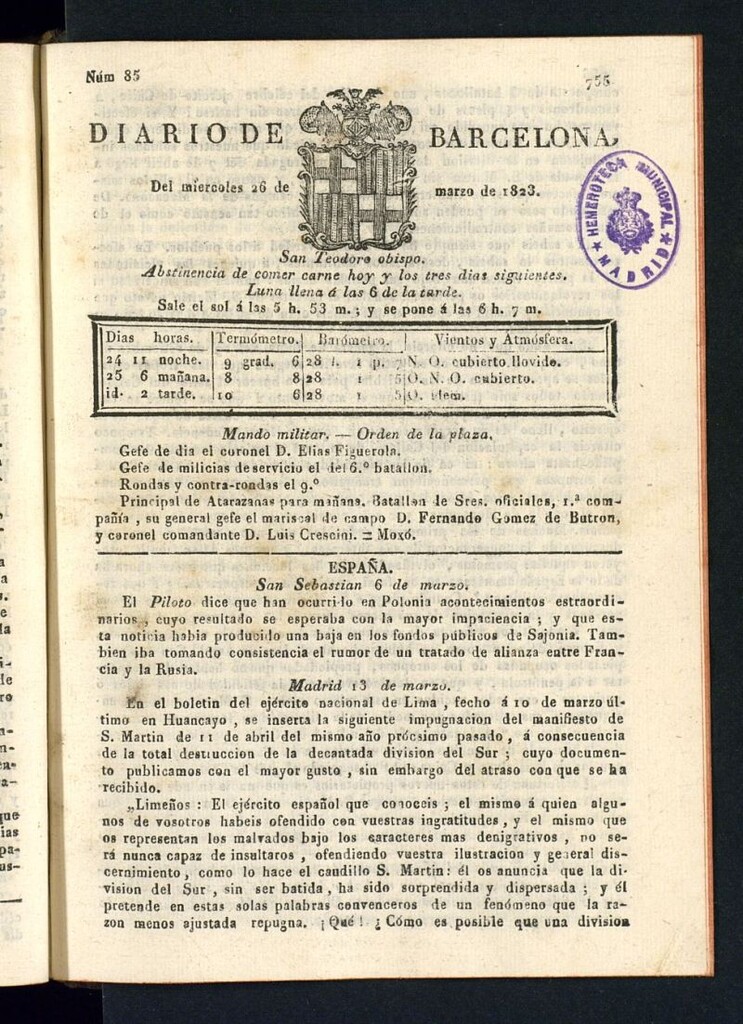 Núm 85
755
DIARIO DE BARCELONA,
Del miercoles 26 de marzo de 1823.
HEMEROTECA MUNICIPAL
MADRID
San Teodoro obispo.
Abstinencia de comer carne hoy y los tres dias siguientes.
Luna llena á las 6 de la tarde.
Sale el sol á las 5 h. 53 m. ; y se pone á las 6 h. 7 m.
Dias horas. Termómetro. Barómetro. Vientos y Atmósfera.
24 11 noche. 9 grad. 6 28 p. 1 p. 7 N. O. cubierto llovido.
25 6 mañana. 8 8 28 1 5 O. N. O. cubierto.
id. 2 tarde. 10 6 28 1 5 O. idem.
Mando militar. — Orden de la plaza.
Gefe de dia el coronel D. Elias Figuerola.
Gefe de milicias de servicio el del 6.º batallon.
Rondas y contra-rondas el 9.º
Principal de Atarazanas para mañana. Batallon de Sres. oficiales, 1.ª com-
pañía , su general gefe el mariscal de campo D. Fernando Gomez de Butron,
y coronel comandante D. Luis Crescini. = Moxó.
ESPAÑA.
San Sebastian 6 de marzo.
El Piloto dice que han ocurrido en Polonia acontecimientos estraordi-
narios , cuyo resultado se esperaba con la mayor impaciencia ; y que es-
ta noticia habia producido una baja en los fondos públicos de Sajonia. Tam-
bien iba tomando consistencia el rumor de un tratado de alianza entre Fran-
cia y la Rusia.
Madrid 13 de marzo.
En el boletin del ejército nacional de Lima , fecho á 10 de marzo úl-
timo en Huancayo , se inserta la siguiente impugnacion del manifiesto de
S. Martin de 11 de abril del mismo año prócsimo pasado , á consecuencia
de la total destruccion de la decantada division del Sur ; cuyo documen-
to publicamos con el mayor gusto , sin embargo del atraso con que se ha
recibido.
„Limeños : El ejército español que conoceis ; el mismo á quien algu-
nos de vosotros habeis ofendido con vuestras ingratitudes , y el mismo que
os representan los malvados bajo los caracteres mas denigrativos , no se-
rá nunca capaz de insultaros , ofendiendo vuestra ilustracion y general dis-
cernimiento , como lo hace el caudillo S. Martin : él os anuncia que la di-
vision del Sur , sin ser batida , ha sido sorprendida y dispersada ; y él
pretende en estas solas palabras convenceros de un fenómeno que la ra-
zon menos ajustada repugna. ¡ Qué ! ¿ Cómo es posible que una division